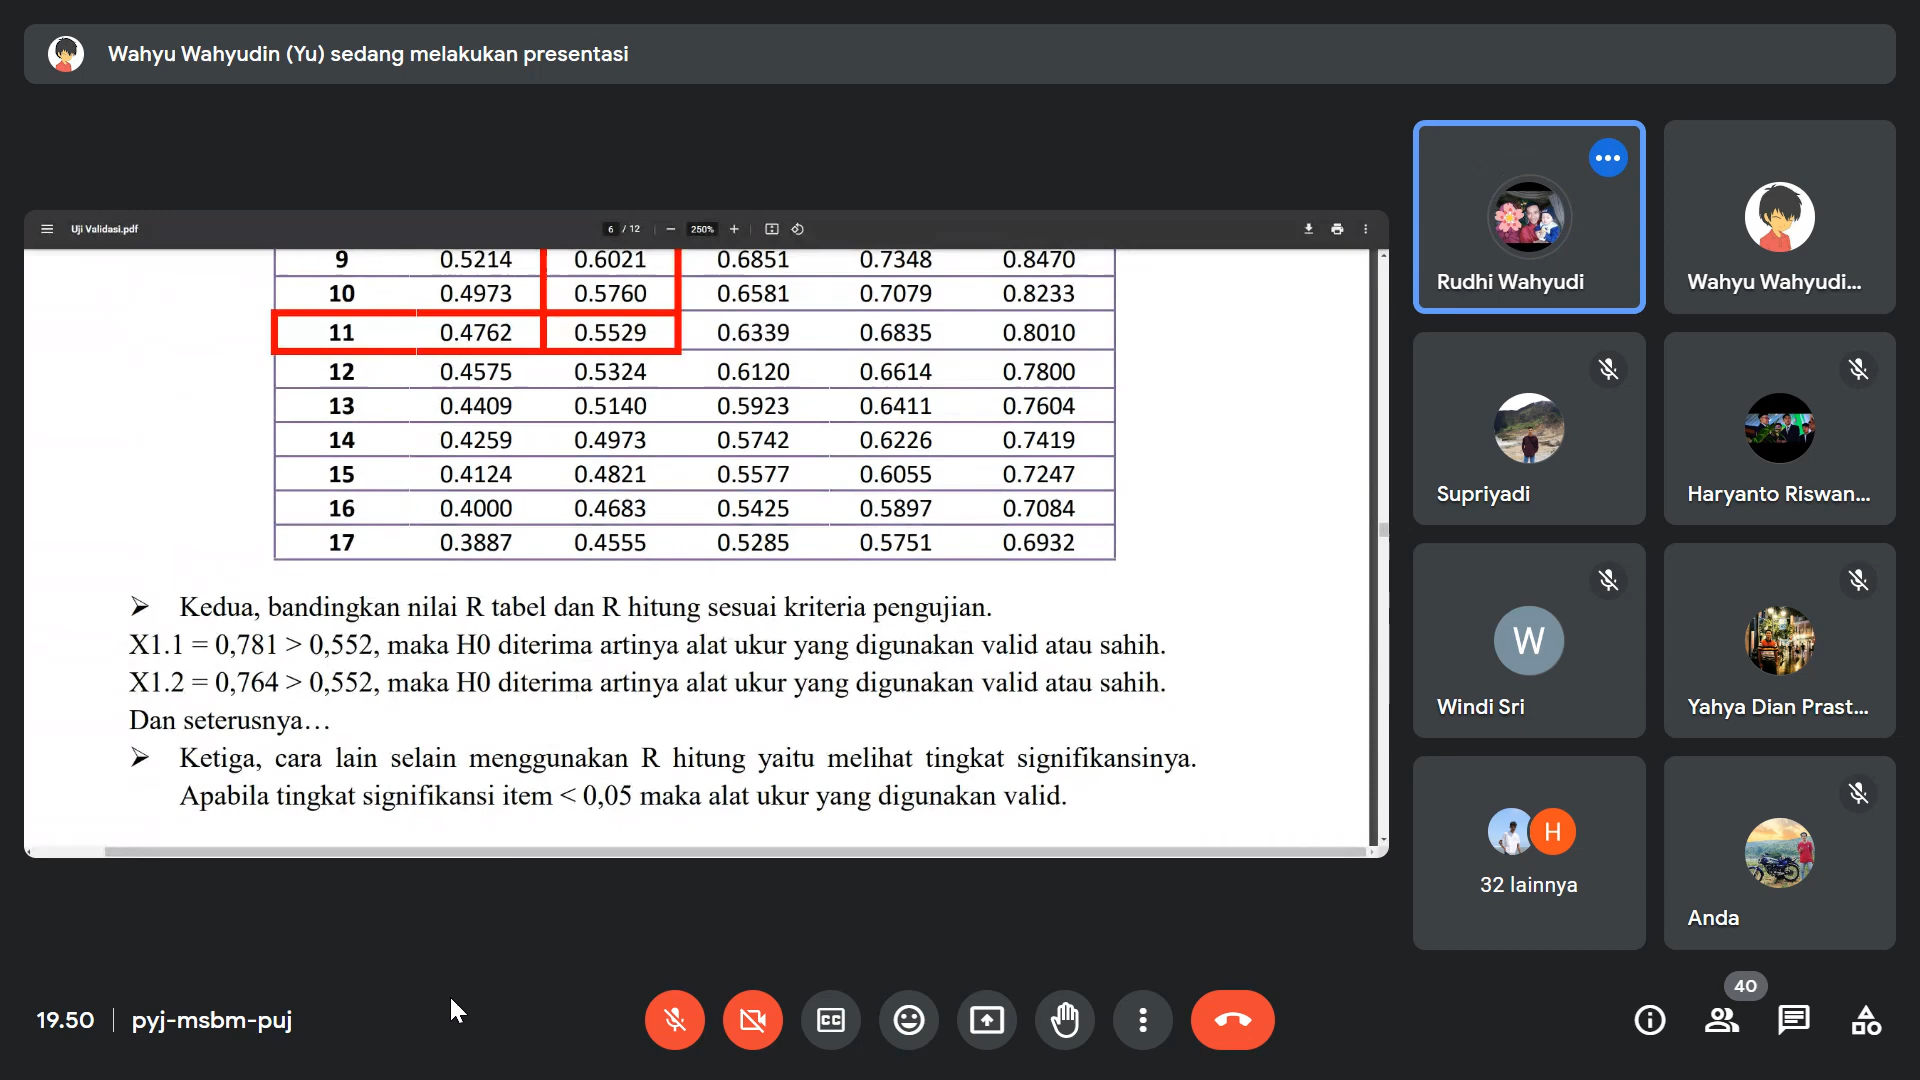 Wahyu Wahyudin (Yu) sedang melakukan presentasi
Uji Validasi.pdf 6 / 12 250%
9 0.5214 0.6021 0.6851 0.7348 0.8470
10 0.4973 0.5760 0.6581 0.7079 0.8233
11 0.4762 0.5529 0.6339 0.6835 0.8010
12 0.4575 0.5324 0.6120 0.6614 0.7800
13 0.4409 0.5140 0.5923 0.6411 0.7604
14 0.4259 0.4973 0.5742 0.6226 0.7419
15 0.4124 0.4821 0.5577 0.6055 0.7247
16 0.4000 0.4683 0.5425 0.5897 0.7084
17 0.3887 0.4555 0.5285 0.5751 0.6932
➢ Kedua, bandingkan nilai R tabel dan R hitung sesuai kriteria pengujian.
X1.1 = 0,781 > 0,552, maka H0 diterima artinya alat ukur yang digunakan valid atau sahih.
X1.2 = 0,764 > 0,552, maka H0 diterima artinya alat ukur yang digunakan valid atau sahih.
Dan seterusnya…
➢ Ketiga, cara lain selain menggunakan R hitung yaitu melihat tingkat signifikansinya.
Apabila tingkat signifikansi item < 0,05 maka alat ukur yang digunakan valid.
Rudhi Wahyudi
Wahyu Wahyudi...
Supriyadi
Haryanto Riswan...
W
Windi Sri
Yahya Dian Prast...
H
32 lainnya
Anda
19.50 | pyj-msbm-puj
CC
40